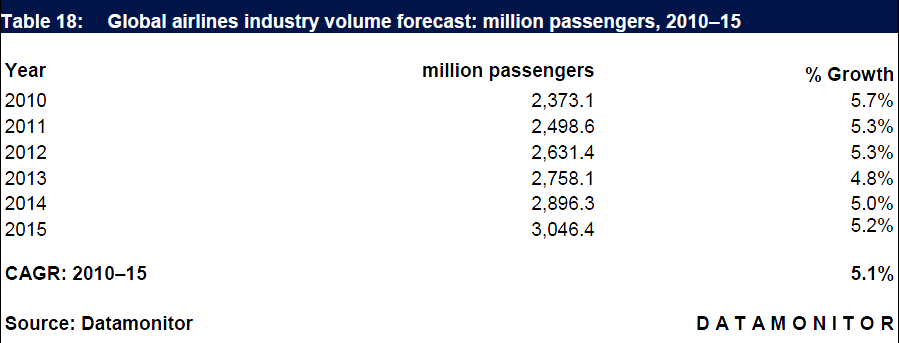 Table 18: Global airlines industry volume forecast: million passengers, 2010–15
Year million passengers % Growth
2010 2,373.1 5.7%
2011 2,498.6 5.3%
2012 2,631.4 5.3%
2013 2,758.1 4.8%
2014 2,896.3 5.0%
2015 3,046.4 5.2%
CAGR: 2010–15 5.1%
Source: Datamonitor D A T A M O N I T O R